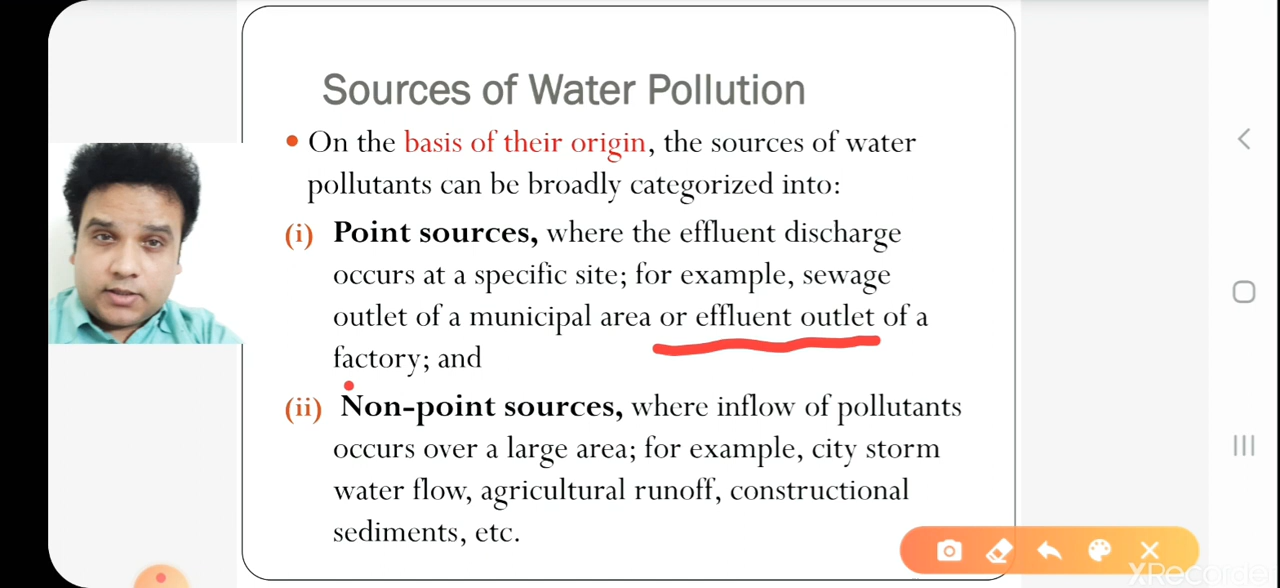 Sources of Water Pollution
• On the basis of their origin, the sources of water
pollutants can be broadly categorized into:
(i) Point sources, where the effluent discharge
occurs at a specific site; for example, sewage
outlet of a municipal area or effluent outlet of a
factory; and
(ii) Non-point sources, where inflow of pollutants
occurs over a large area; for example, city storm
water flow, agricultural runoff, constructional
sediments, etc.
XRecorder